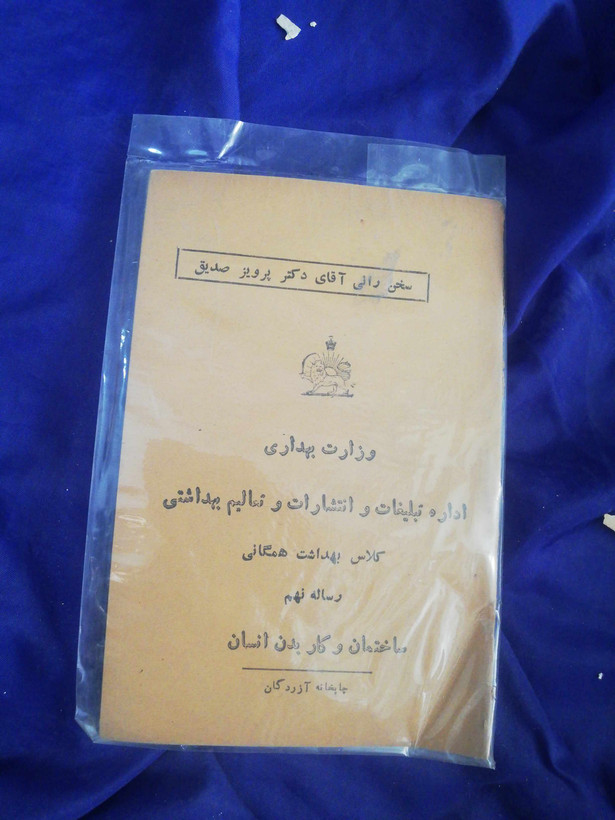 سخن رانی آقای دکتر پرویز صدیق
وزارت بهداری
اداره تبلیغات و انتشارات و تعالیم بهداشتی
کلاس بهداشت همگانی
رساله نهم
ساختمان و کار بدن انسان
چاپخانه آزردگان